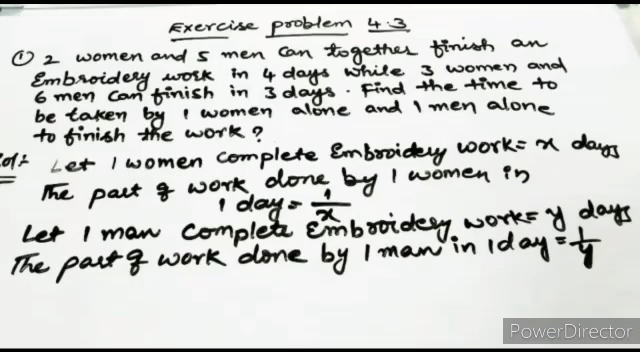 Exercise problem 4.3
① 2 women and 5 men can together finish an
Embroidery work in 4 days while 3 women and
6 men can finish in 3 days. Find the time to
be taken by 1 women alone and 1 men alone
to finish the work?
Sol:- Let 1 women complete Embroidery work= x days
The part of work done by 1 women in
1 day = 1/x
Let 1 man complete Embroidery work= y days
The part of work done by 1 man in 1 day = 1/y
PowerDirector